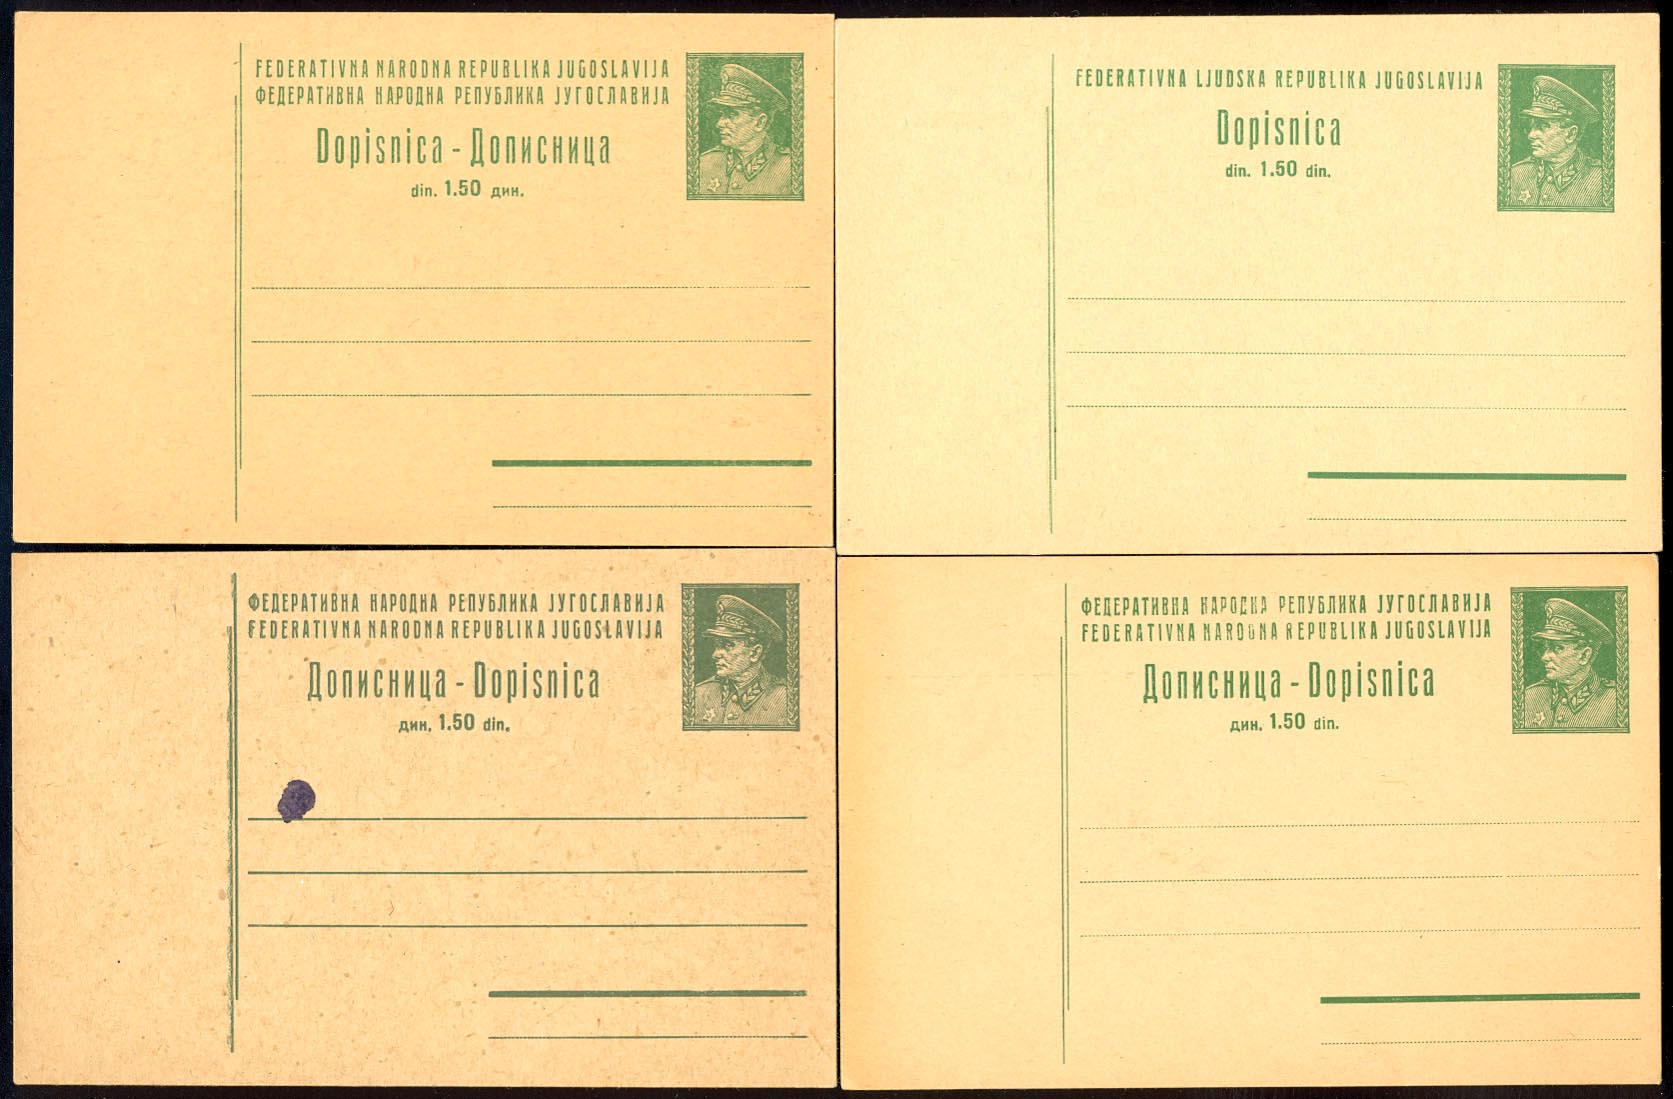 FEDERATIVNA NARODNA REPUBLIKA JUGOSLAVIJA
ФЕДЕРАТИВНА НАРОДНА РЕПУБЛИКА ЈУГОСЛАВИЈА
Dopisnica - Дописница
din. 1.50 дин.
FEDERATIVNA LJUDSKA REPUBLIKA JUGOSLAVIJA
Dopisnica
din. 1.50 din.
ФЕДЕРАТИВНА НАРОДНА РЕПУБЛИКА ЈУГОСЛАВИЈА
FEDERATIVNA NARODNA REPUBLIKA JUGOSLAVIJA
Дописница - Dopisnica
дин. 1.50 din.
ФЕДЕРАТИВНА НАРОДНА РЕПУБЛИКА ЈУГОСЛАВИЈА
FEDERATIVNA NARODNA REPUBLIKA JUGOSLAVIJA
Дописница - Dopisnica
дин. 1.50 din.